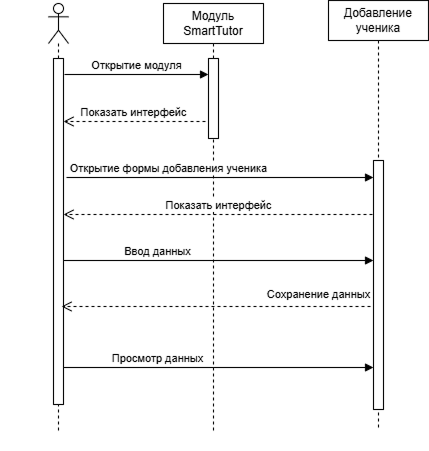 Модуль
SmartTutor
Добавление
ученика
Открытие модуля
Показать интерфейс
Открытие формы добавления ученика
Показать интерфейс
Ввод данных
Сохранение данных
Просмотр данных